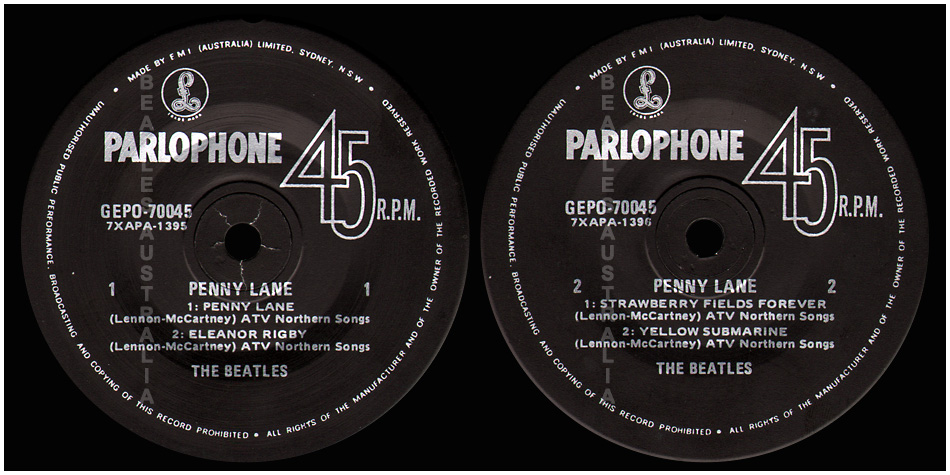 MADE BY EMI (AUSTRALIA) LIMITED, SYDNEY, N S W
UNAUTHORISED PUBLIC PERFORMANCE, BROADCASTING AND COPYING OF THIS RECORD PROHIBITED • ALL RIGHTS OF THE MANUFACTURER AND OF THE OWNER OF THE RECORDED WORK RESERVED
£
TRADE MARK
PARLOPHONE
45 R.P.M.
GEPO-70045
7XAPA-1395
1 PENNY LANE 1
1: PENNY LANE
(Lennon-McCartney) ATV Northern Songs
2: ELEANOR RIGBY
(Lennon-McCartney) ATV Northern Songs
THE BEATLES
BEATLES AUSTRALIA
MADE BY EMI (AUSTRALIA) LIMITED, SYDNEY, N S W
UNAUTHORISED PUBLIC PERFORMANCE, BROADCASTING AND COPYING OF THIS RECORD PROHIBITED • ALL RIGHTS OF THE MANUFACTURER AND OF THE OWNER OF THE RECORDED WORK RESERVED
£
TRADE MARK
PARLOPHONE
45 R.P.M.
GEPO-70045
7XAPA-1396
2 PENNY LANE 2
1: STRAWBERRY FIELDS FOREVER
(Lennon-McCartney) ATV Northern Songs
2: YELLOW SUBMARINE
(Lennon-McCartney) ATV Northern Songs
THE BEATLES
BEATLES AUSTRALIA